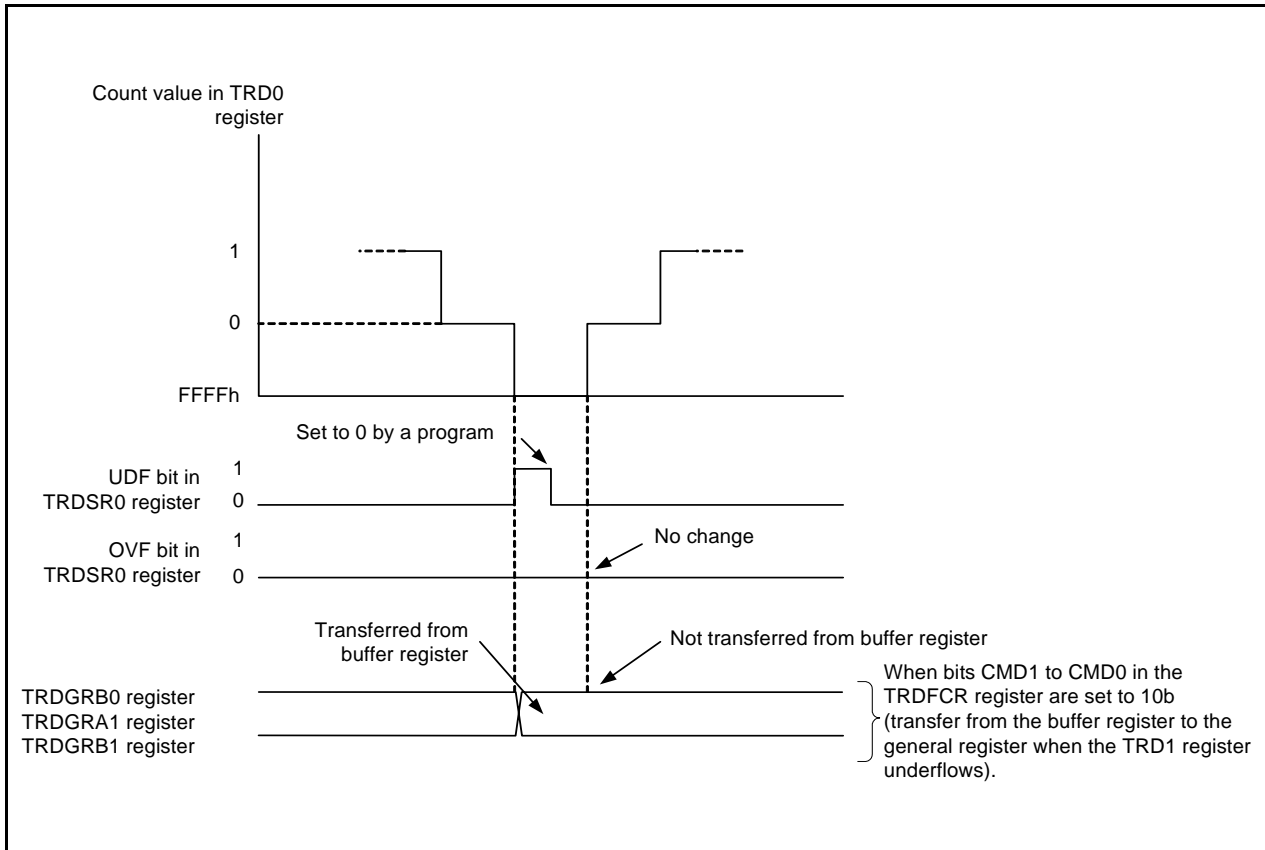 Count value in TRD0
register
1
0
FFFFh
Set to 0 by a program
UDF bit in
TRDSR0 register
1
0
OVF bit in
TRDSR0 register
1
0
No change
Transferred from
buffer register
Not transferred from buffer register
TRDGRB0 register
TRDGRA1 register
TRDGRB1 register
When bits CMD1 to CMD0 in the
TRDFCR register are set to 10b
(transfer from the buffer register to the
general register when the TRD1 register
underflows).